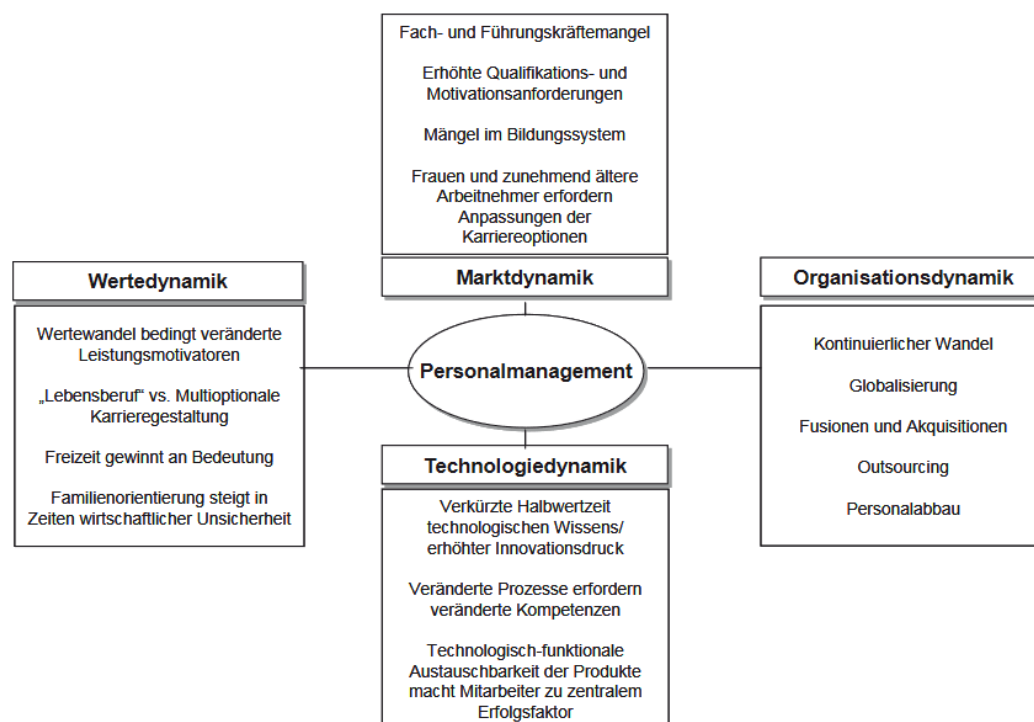 Fach- und Führungskräftemangel
Erhöhte Qualifikations- und
Motivationsanforderungen
Mängel im Bildungssystem
Frauen und zunehmend ältere
Arbeitnehmer erfordern
Anpassungen der
Karriereoptionen
Marktdynamik
Wertedynamik
Wertewandel bedingt veränderte
Leistungsmotivatoren
„Lebensberuf“ vs. Multioptionale
Karrieregestaltung
Freizeit gewinnt an Bedeutung
Familienorientierung steigt in
Zeiten wirtschaftlicher Unsicherheit
Personalmanagement
Organisationsdynamik
Kontinuierlicher Wandel
Globalisierung
Fusionen und Akquisitionen
Outsourcing
Personalabbau
Technologiedynamik
Verkürzte Halbwertzeit
technologischen Wissens/
erhöhter Innovationsdruck
Veränderte Prozesse erfordern
veränderte Kompetenzen
Technologisch-funktionale
Austauschbarkeit der Produkte
macht Mitarbeiter zu zentralem
Erfolgsfaktor